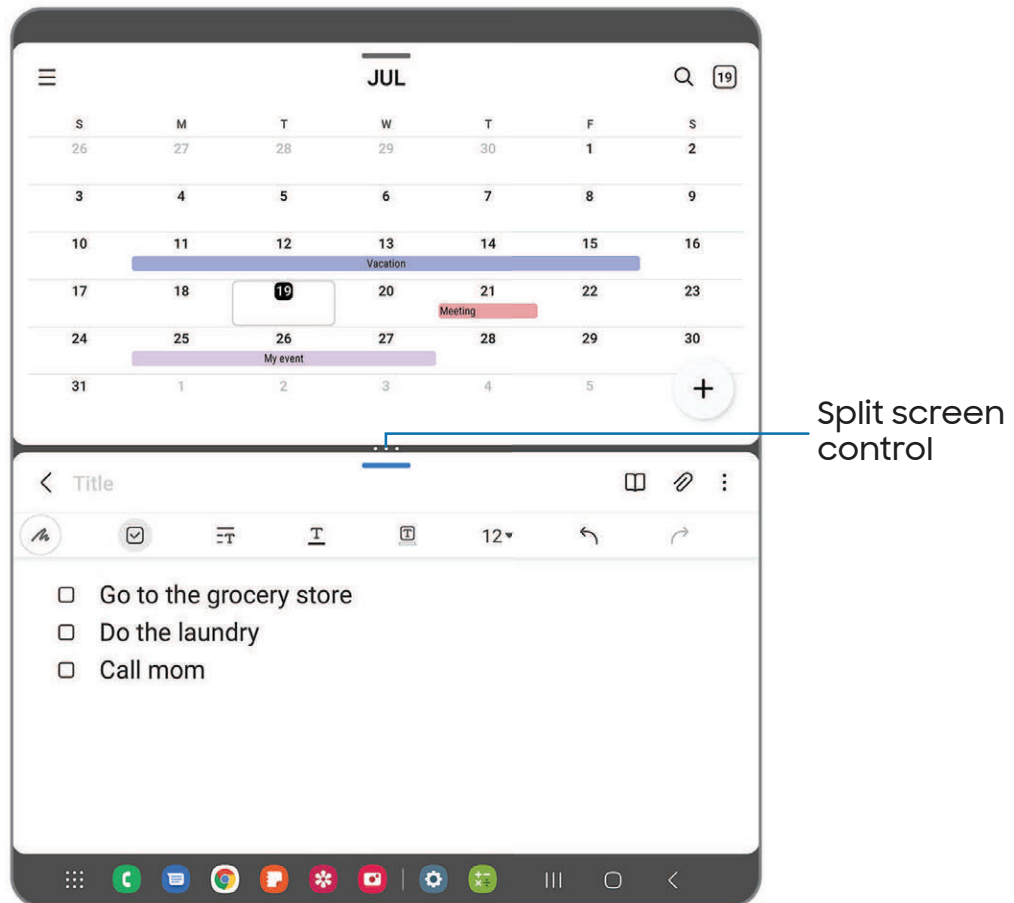 JUL
19
S M T W T F S
26 27 28 29 30 1 2
3 4 5 6 7 8 9
10 11 12 13 14 15 16
Vacation
17 18 19 20 21 22 23
Meeting
24 25 26 27 28 29 30
My event
31 1 2 3 4 5
Split screen
control
Title
T T T 12
Go to the grocery store
Do the laundry
Call mom